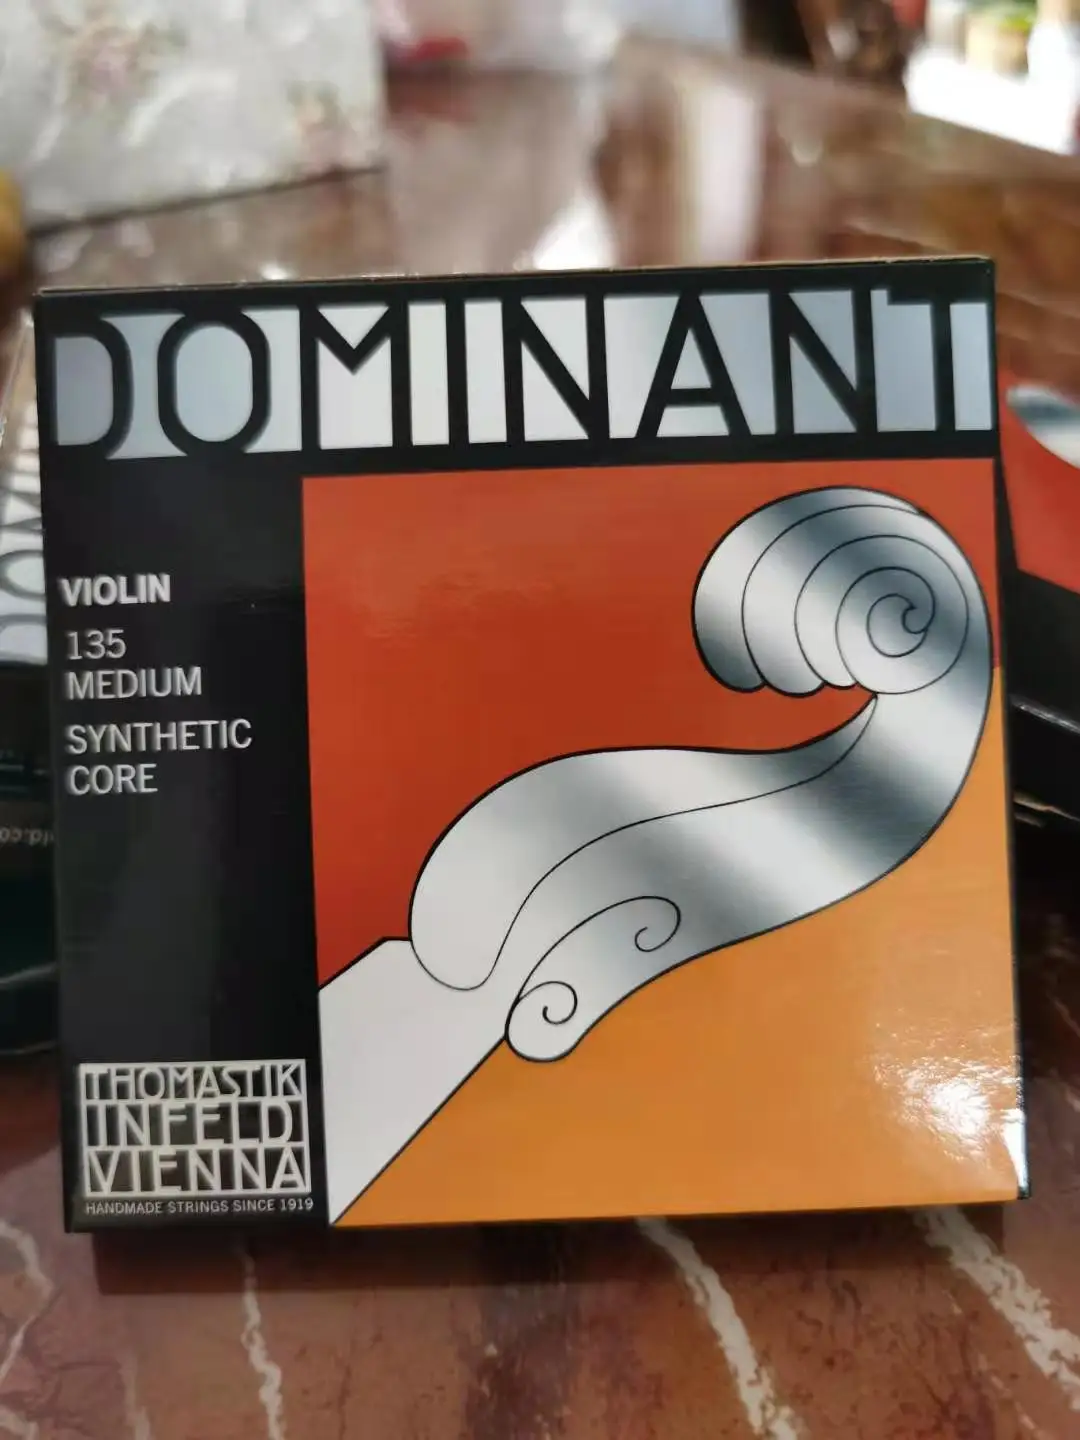 DOMINANT
VIOLIN
135
MEDIUM
SYNTHETIC
CORE
THOMASTIK
INFELD
VIENNA
HANDMADE STRINGS SINCE 1919